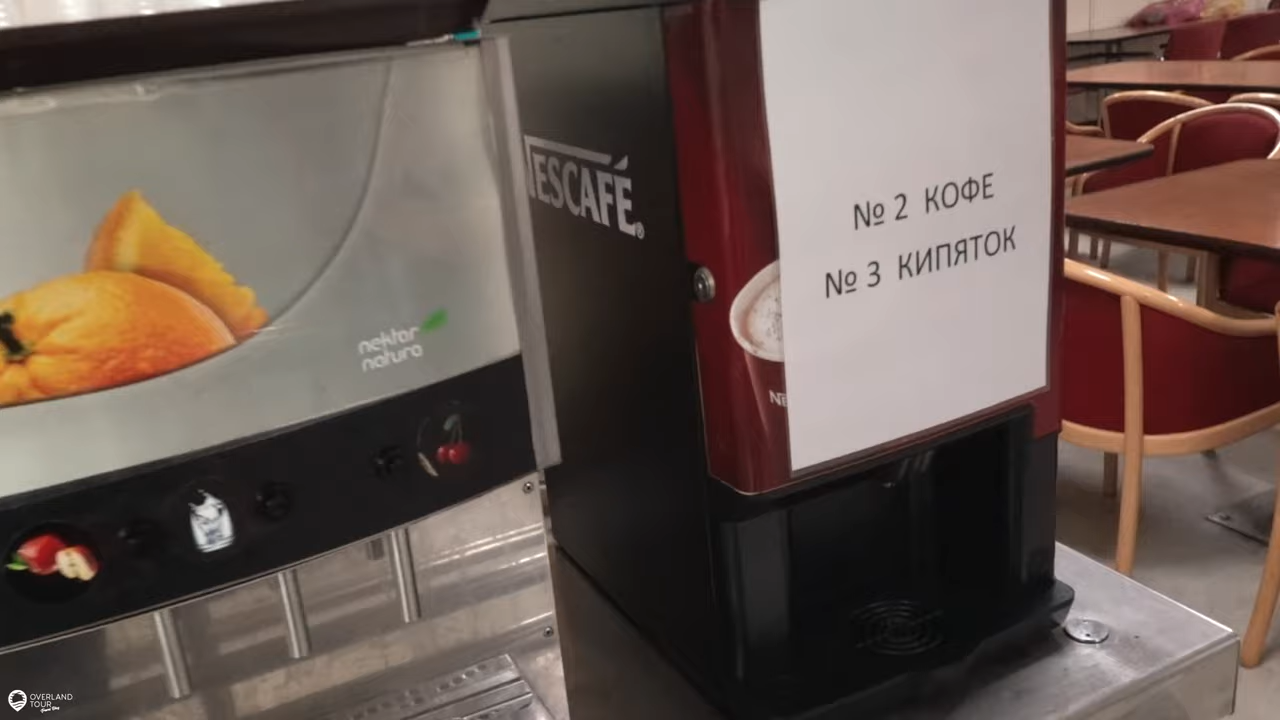 NESCAFÉ
nektar
natura
№ 2 КОФЕ
№ 3 КИПЯТОК
OVERLAND
TOUR